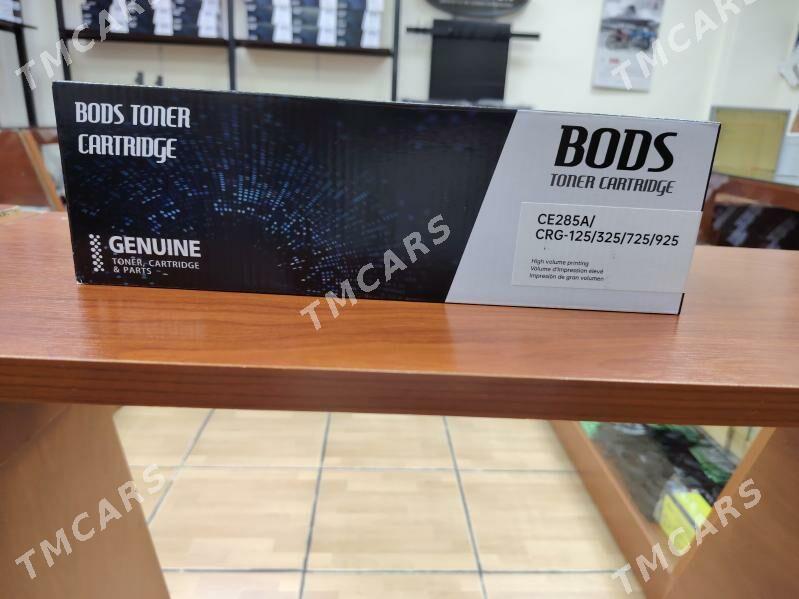 BODS TONER
CARTRIDGE
GENUINE
TONER, CARTRIDGE
& PARTS
BODS
TONER CARTRIDGE
CE285A/
CRG-125/325/725/925
High volume printing
Volume d'impression élevé
Impresión de gran volumen
TMCARS
TMCARS
TMCARS
TMCARS
TMCARS